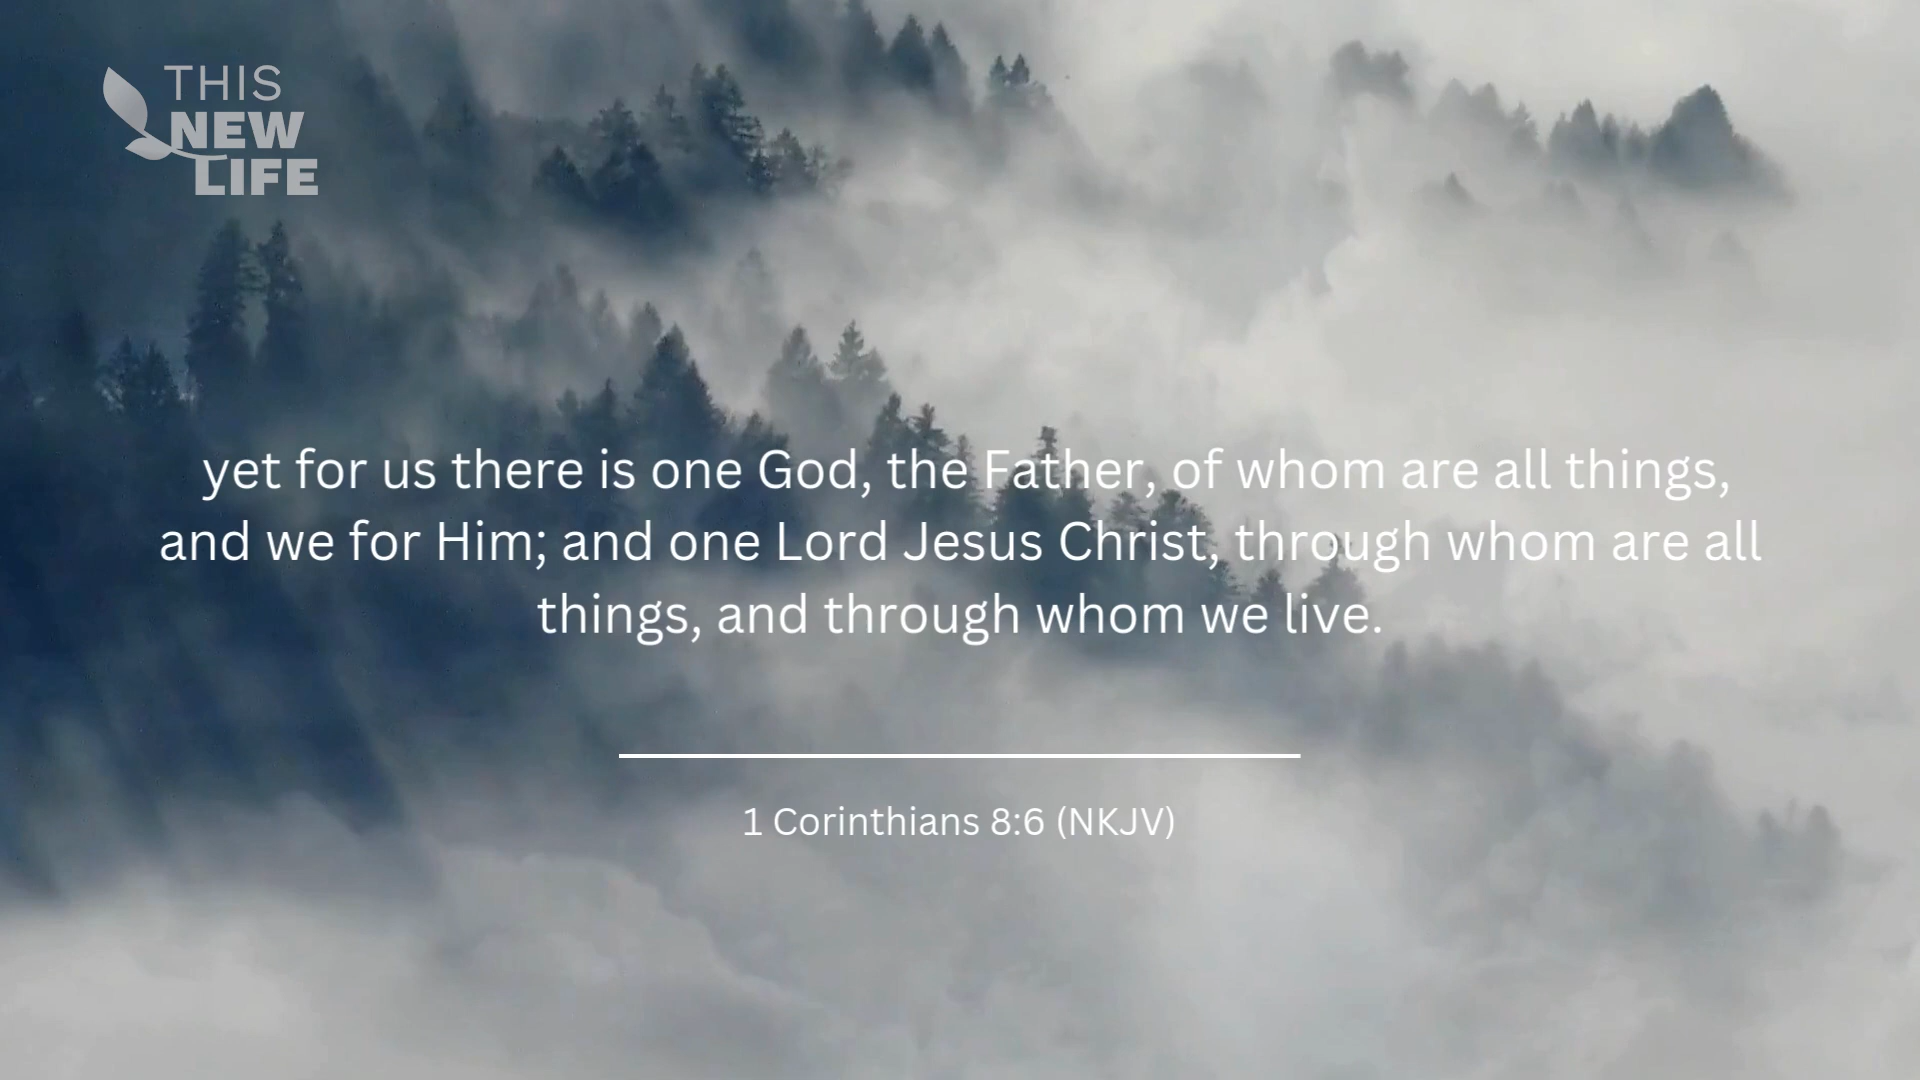 THIS
NEW
LIFE
yet for us there is one God, the Father, of whom are all things,
and we for Him; and one Lord Jesus Christ, through whom are all
things, and through whom we live.
1 Corinthians 8:6 (NKJV)